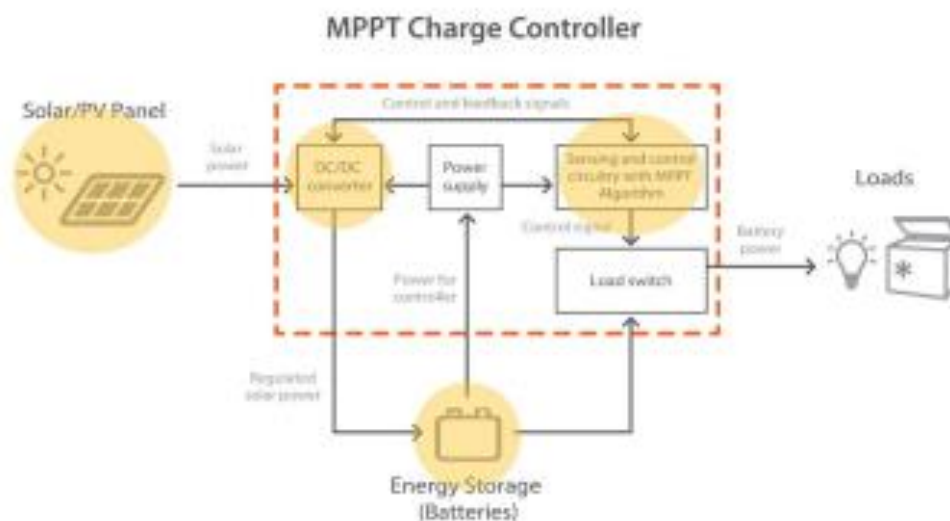 MPPT Charge Controller
Solar/PV Panel
Control and feedback signals
Solar
power
DC/DC
converter
Power
supply
Sensing and control
circuitry with MPPT
Algorithm
Loads
Control signal
Battery
power
Power for
controller
Load switch
Regulated
solar power
Energy Storage
(Batteries)